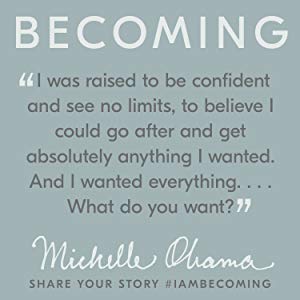 BECOMING
“I was raised to be confident
and see no limits, to believe I
could go after and get
absolutely anything I wanted.
And I wanted everything. . . .
What do you want?”
Michelle Obama
SHARE YOUR STORY #IAMBECOMING